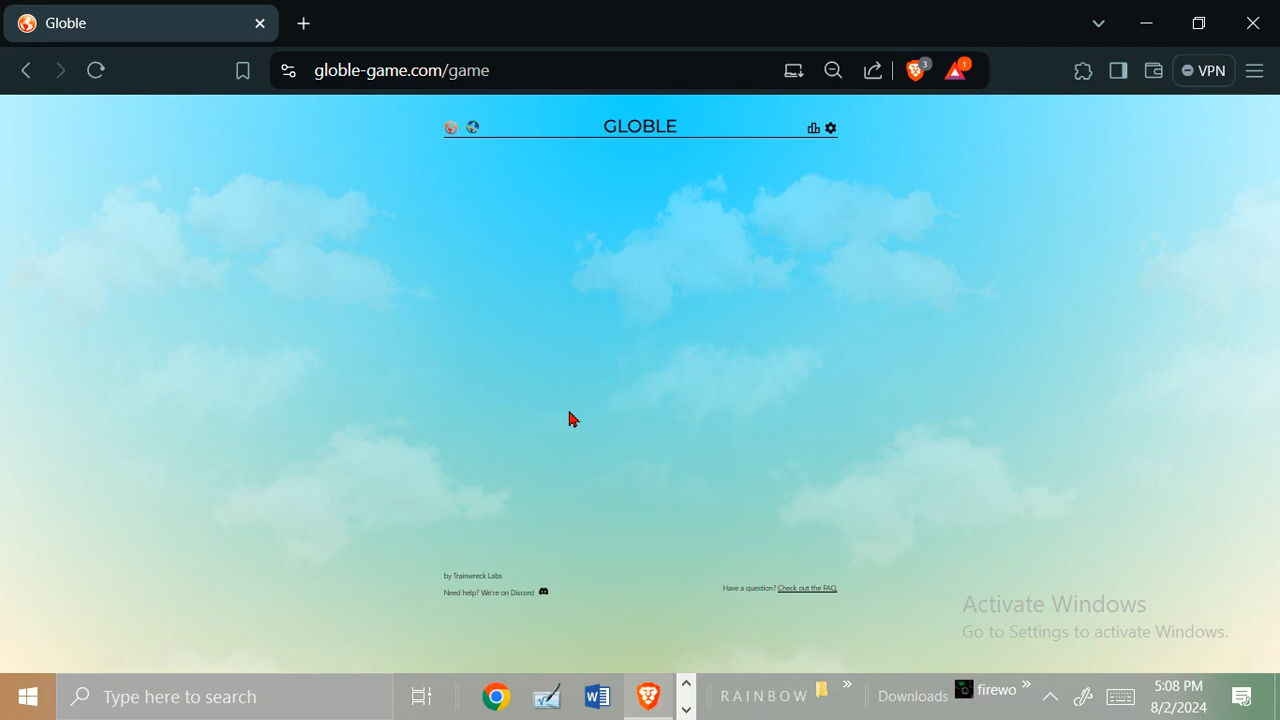 Globle
globle-game.com/game
3
1
VPN
GLOBLE
by Trainwreck Labs
Need help? We're on Discord
Have a question? Check out the FAQ.
Activate Windows
Go to Settings to activate Windows.
Type here to search
R A I N B O W
Downloads
firewo
5:08 PM
8/2/2024